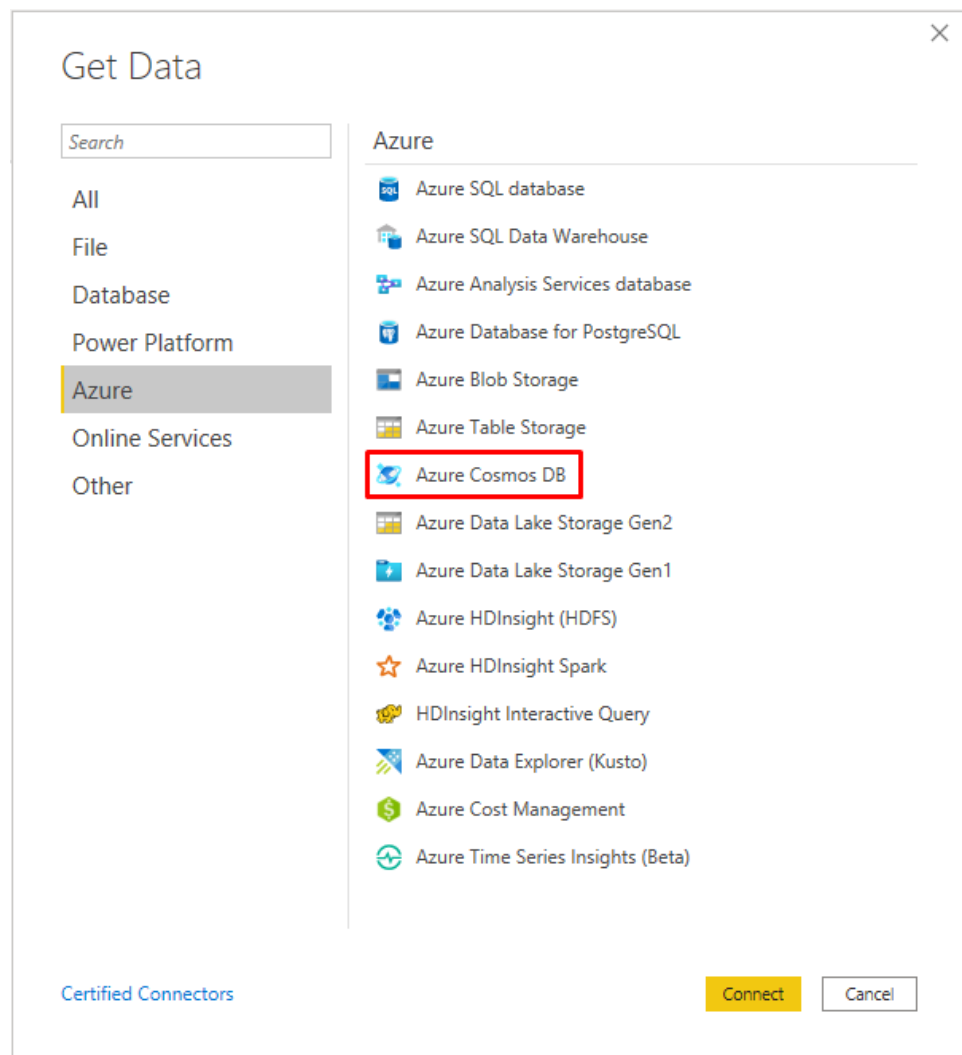 Get Data
Search
All
File
Database
Power Platform
Azure
Online Services
Other
Azure
Azure SQL database
Azure SQL Data Warehouse
Azure Analysis Services database
Azure Database for PostgreSQL
Azure Blob Storage
Azure Table Storage
Azure Cosmos DB
Azure Data Lake Storage Gen2
Azure Data Lake Storage Gen1
Azure HDInsight (HDFS)
Azure HDInsight Spark
HDInsight Interactive Query
Azure Data Explorer (Kusto)
Azure Cost Management
Azure Time Series Insights (Beta)
Certified Connectors
Connect
Cancel